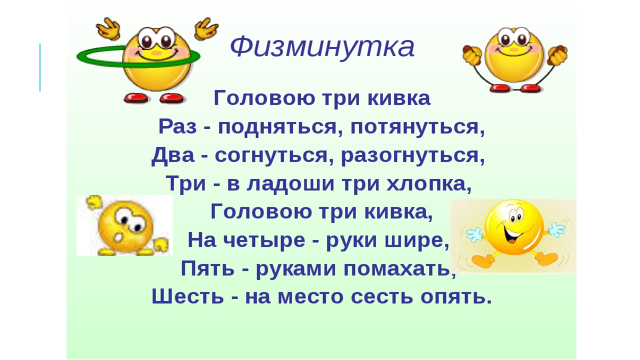 Физминутка
Головою три кивка
Раз - подняться, потянуться,
Два - согнуться, разогнуться,
Три - в ладоши три хлопка,
Головою три кивка,
На четыре - руки шире,
Пять - руками помахать,
Шесть - на место сесть опять.